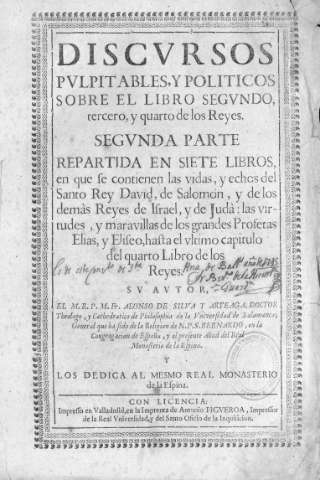 DISCVRSOS
PVLPITABLES, Y POLITICOS
SOBRE EL LIBRO SEGVNDO,
tercero, y quarto de los Reyes.
SEGVNDA PARTE
REPARTIDA EN SIETE LIBROS,
en que se contienen las vidas, y echos del
Santo Rey David, de Salomon, y de los
demàs Reyes de Israel, y de Judà: las vir-
tudes, y maravillas de los grandes Profetas
Elias, y Eliseo, hasta el vltimo capitulo
del quarto Libro de los
Reyes.
SV AVTOR,
EL M. R. P. M. Fr. ALONSO DE SILVA Y ARTEAGA, DOCTOR
Theologo, y Cathedratico de Philosophia de la Vniversidad de Salamanca,
General que ha sido de la Religion de N. P. S. BERNARDO, en la
Congregacion de España, y al presente Abad del Real
Monasterio de la Espina.
Y
LOS DEDICA AL MESMO REAL MONASTERIO
de la Espina.
CON LICENCIA:
Impresso en Valladolid, en la Imprenta de Antonio FIGVEROA, Impressor
de la Real Vniversidad, y del Santo Oficio de la Inquisicion.